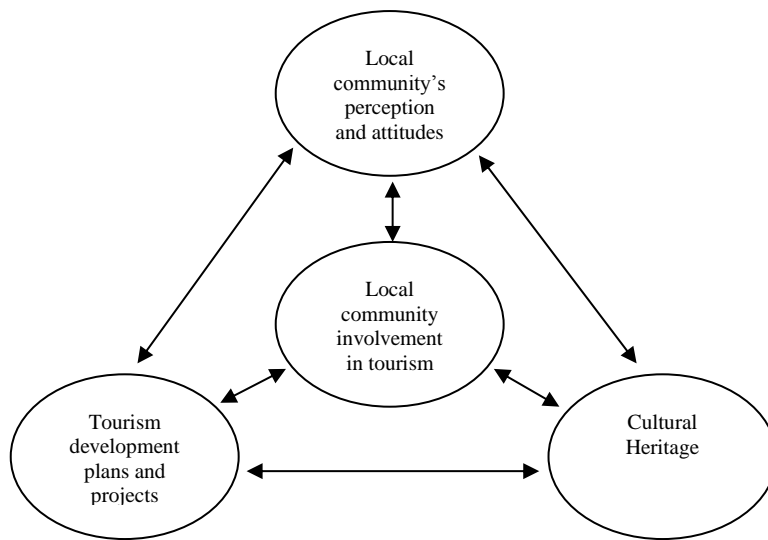 Local
community's
perception
and attitudes
Local
community
involvement
in tourism
Tourism
development
plans and
projects
Cultural
Heritage